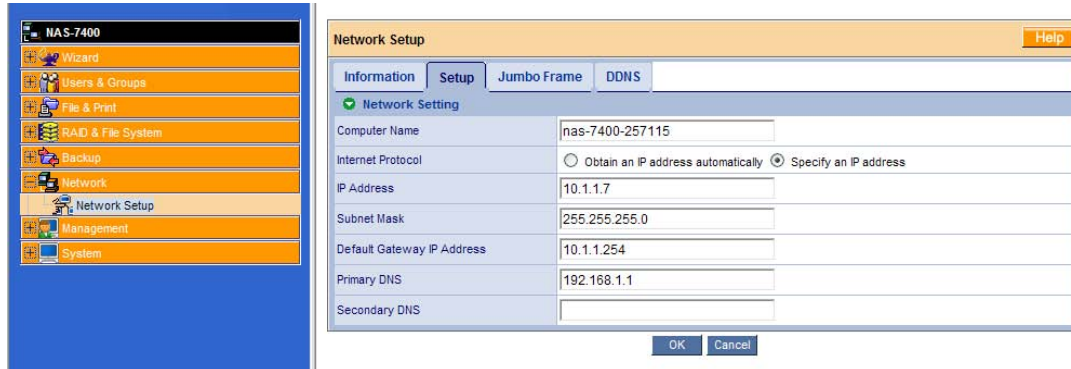 NAS-7400
Wizard
Users & Groups
File & Print
RAID & File System
Backup
Network
Network Setup
Management
System
Network Setup
Help
Information Setup Jumbo Frame DDNS
Network Setting
Computer Name nas-7400-257115
Internet Protocol Obtain an IP address automatically Specify an IP address
IP Address 10.1.1.7
Subnet Mask 255.255.255.0
Default Gateway IP Address 10.1.1.254
Primary DNS 192.168.1.1
Secondary DNS
OK Cancel